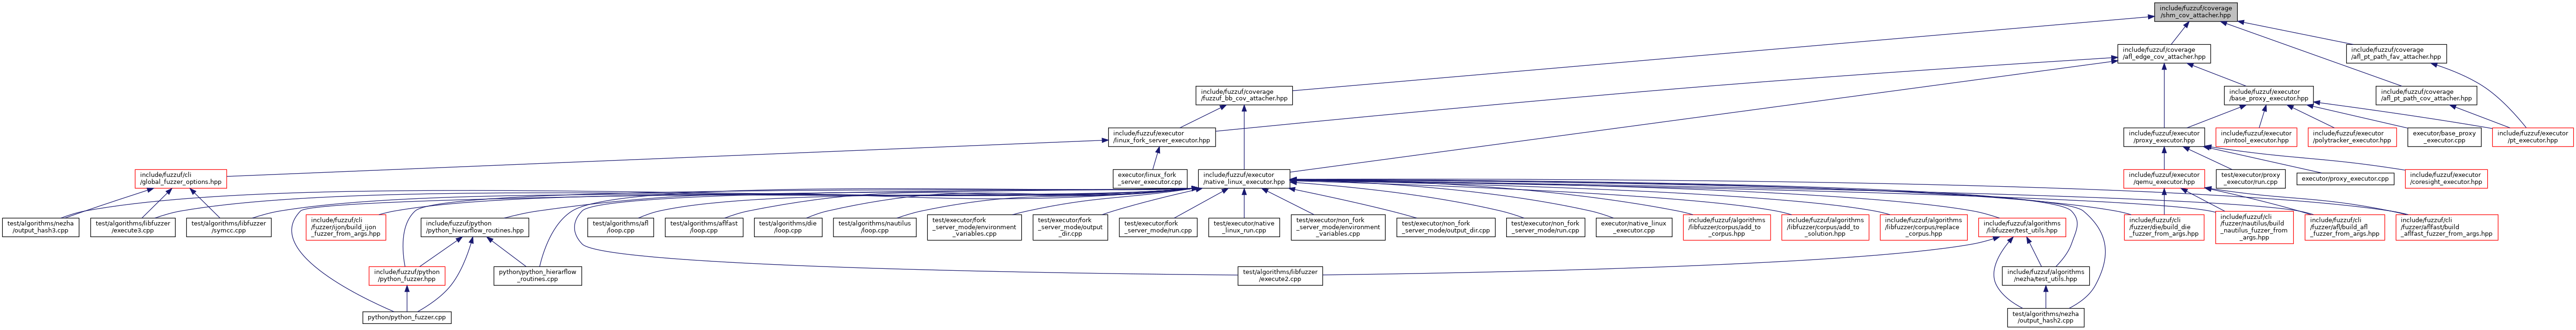 include/fuzzuf/coverage
/shm_cov_attacher.hpp
include/fuzzuf/coverage
/afl_edge_cov_attacher.hpp
include/fuzzuf/coverage
/afl_pt_path_fav_attacher.hpp
include/fuzzuf/coverage
/fuzzuf_bb_cov_attacher.hpp
include/fuzzuf/executor
/base_proxy_executor.hpp
include/fuzzuf/coverage
/afl_pt_path_cov_attacher.hpp
include/fuzzuf/executor
/linux_fork_server_executor.hpp
include/fuzzuf/executor
/proxy_executor.hpp
include/fuzzuf/executor
/pintool_executor.hpp
include/fuzzuf/executor
/polytracker_executor.hpp
executor/base_proxy
_executor.cpp
include/fuzzuf/executor
/pt_executor.hpp
include/fuzzuf/cli
/global_fuzzer_options.hpp
executor/linux_fork
_server_executor.cpp
include/fuzzuf/executor
/native_linux_executor.hpp
include/fuzzuf/executor
/qemu_executor.hpp
test/executor/proxy
_executor/run.cpp
executor/proxy_executor.cpp
include/fuzzuf/executor
/coresight_executor.hpp
test/algorithms/nezha
/output_hash3.cpp
test/algorithms/libfuzzer
/execute3.cpp
test/algorithms/libfuzzer
/symcc.cpp
include/fuzzuf/cli
/fuzzer/ijon/build_ijon
_fuzzer_from_args.hpp
include/fuzzuf/python
/python_hierarflow_routines.hpp
test/algorithms/afl
/loop.cpp
test/algorithms/aflfast
/loop.cpp
test/algorithms/die
/loop.cpp
test/algorithms/nautilus
/loop.cpp
test/executor/fork
_server_mode/environment
_variables.cpp
test/executor/fork
_server_mode/output
_dir.cpp
test/executor/fork
_server_mode/run.cpp
test/executor/native
_linux_run.cpp
test/executor/non_fork
_server_mode/environment
_variables.cpp
test/executor/non_fork
_server_mode/output_dir.cpp
test/executor/non_fork
_server_mode/run.cpp
executor/native_linux
_executor.cpp
include/fuzzuf/algorithms
/libfuzzer/corpus/add_to
_corpus.hpp
include/fuzzuf/algorithms
/libfuzzer/corpus/add_to
_solution.hpp
include/fuzzuf/algorithms
/libfuzzer/corpus/replace
_corpus.hpp
include/fuzzuf/algorithms
/libfuzzer/test_utils.hpp
include/fuzzuf/cli
/fuzzer/die/build_die
_fuzzer_from_args.hpp
include/fuzzuf/cli
/fuzzer/nautilus/build
_nautilus_fuzzer_from
_args.hpp
include/fuzzuf/cli
/fuzzer/afl/build_afl
_fuzzer_from_args.hpp
include/fuzzuf/cli
/fuzzer/aflfast/build
_aflfast_fuzzer_from_args.hpp
include/fuzzuf/python
/python_fuzzer.hpp
python/python_hierarflow
_routines.cpp
test/algorithms/libfuzzer
/execute2.cpp
include/fuzzuf/algorithms
/nezha/test_utils.hpp
python/python_fuzzer.cpp
test/algorithms/nezha
/output_hash2.cpp